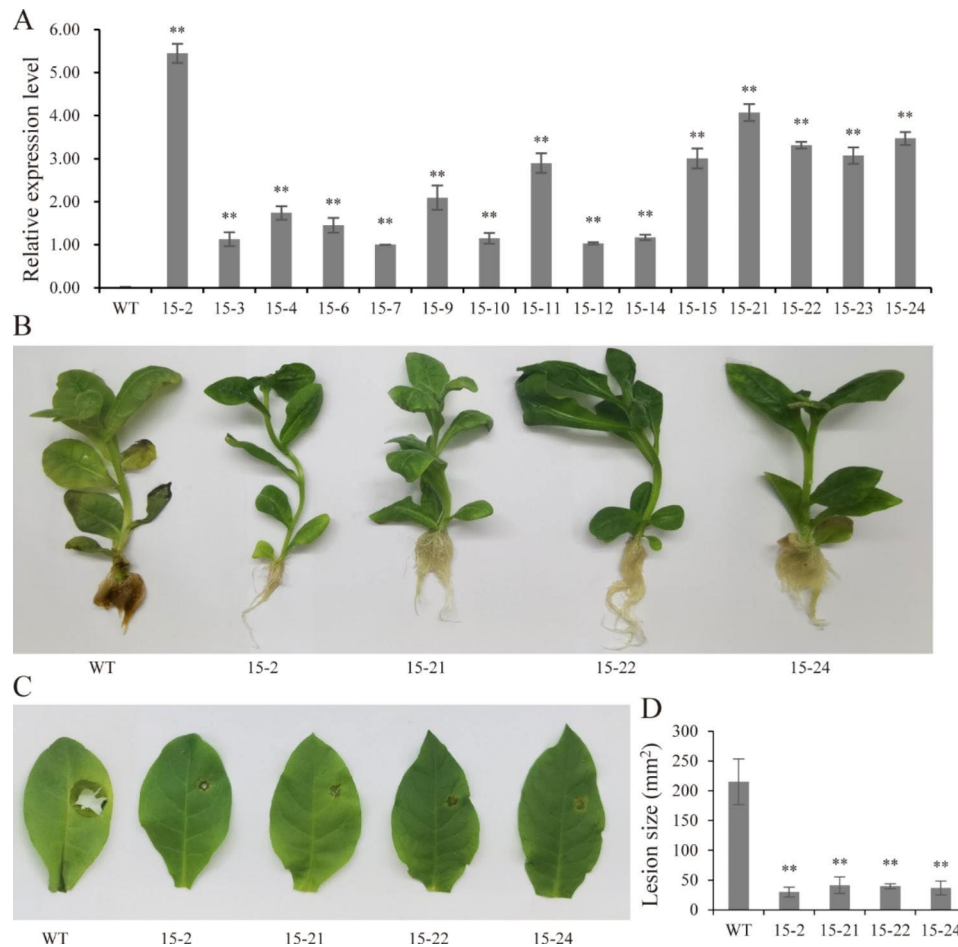 A
Relative expression level
6.00
5.00
4.00
3.00
2.00
1.00
0.00
** ** ** ** ** ** ** ** ** ** ** ** ** ** **
WT 15-2 15-3 15-4 15-6 15-7 15-9 15-10 15-11 15-12 15-14 15-15 15-21 15-22 15-23 15-24
B
WT 15-2 15-21 15-22 15-24
C
WT 15-2 15-21 15-22 15-24
D
Lesion size (mm²)
300
250
200
150
100
50
0
** ** ** **
WT 15-2 15-21 15-22 15-24